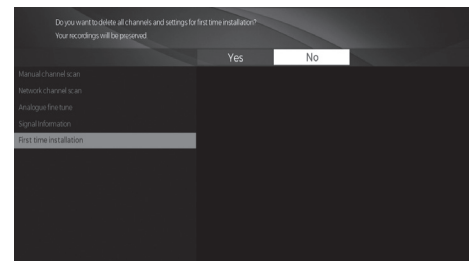 Do you want to delete all channels and settings for first time installation?
Your recordings will be preserved
Yes No
Manual channel scan
Network channel scan
Analogue fine tune
Signal Information
First time installation